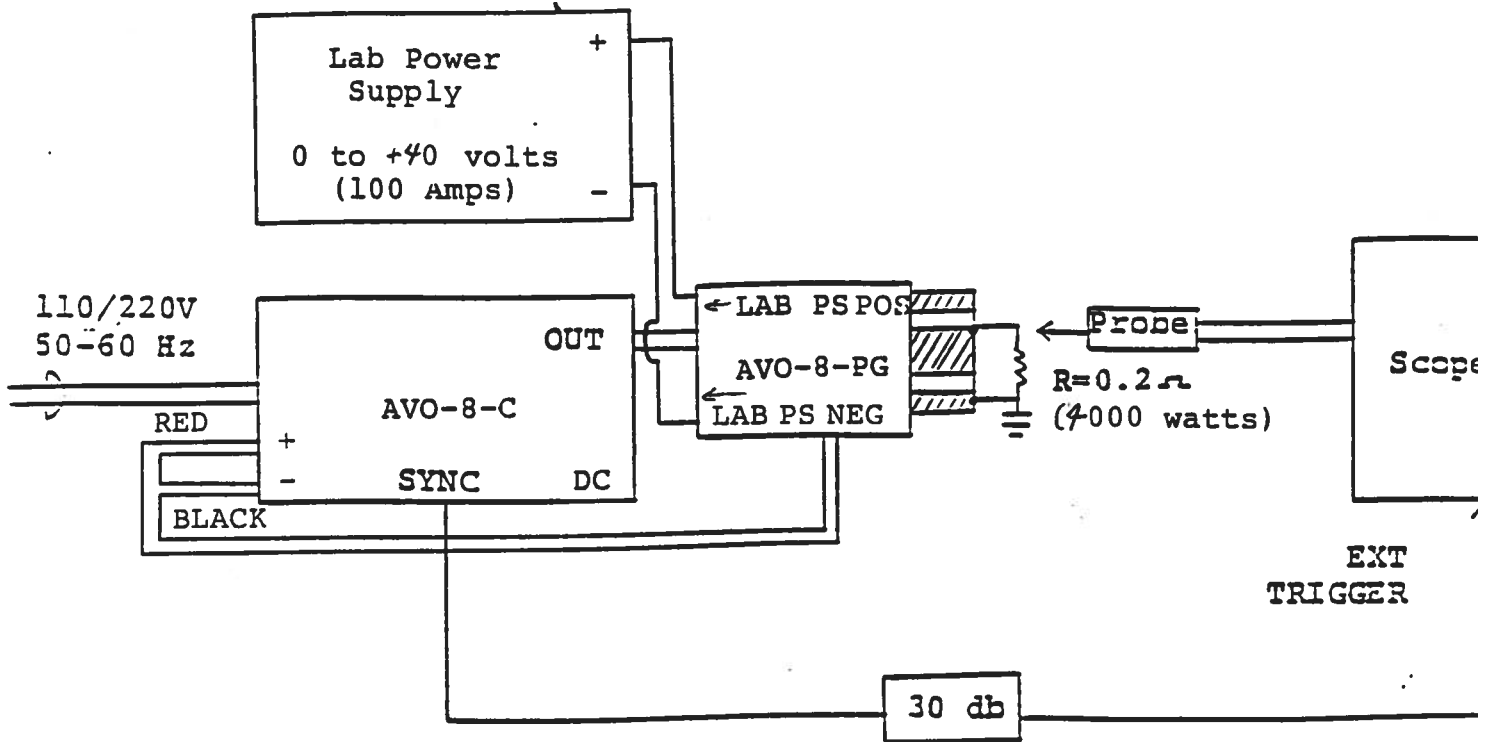 Lab Power
Supply
0 to +40 volts
(100 Amps)
+
-
110/220V
50-60 Hz
RED
+
-
BLACK
OUT
AVO-8-C
SYNC
DC
LAB PS POS
AVO-8-PG
LAB PS NEG
R=0.2Ω
(4000 watts)
Probe
Scope
EXT
TRIGGER
30 db